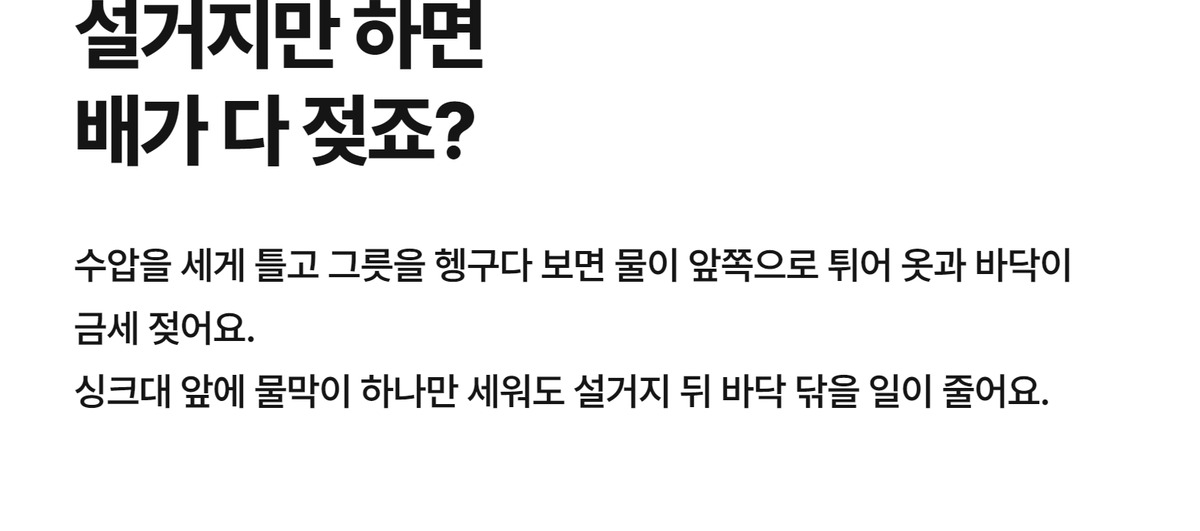 설거지만 하면
배가 다 젖죠?
수압을 세게 틀고 그릇을 헹구다 보면 물이 앞쪽으로 튀어 옷과 바닥이
금세 젖어요.
싱크대 앞에 물막이 하나만 세워도 설거지 뒤 바닥 닦을 일이 줄어요.